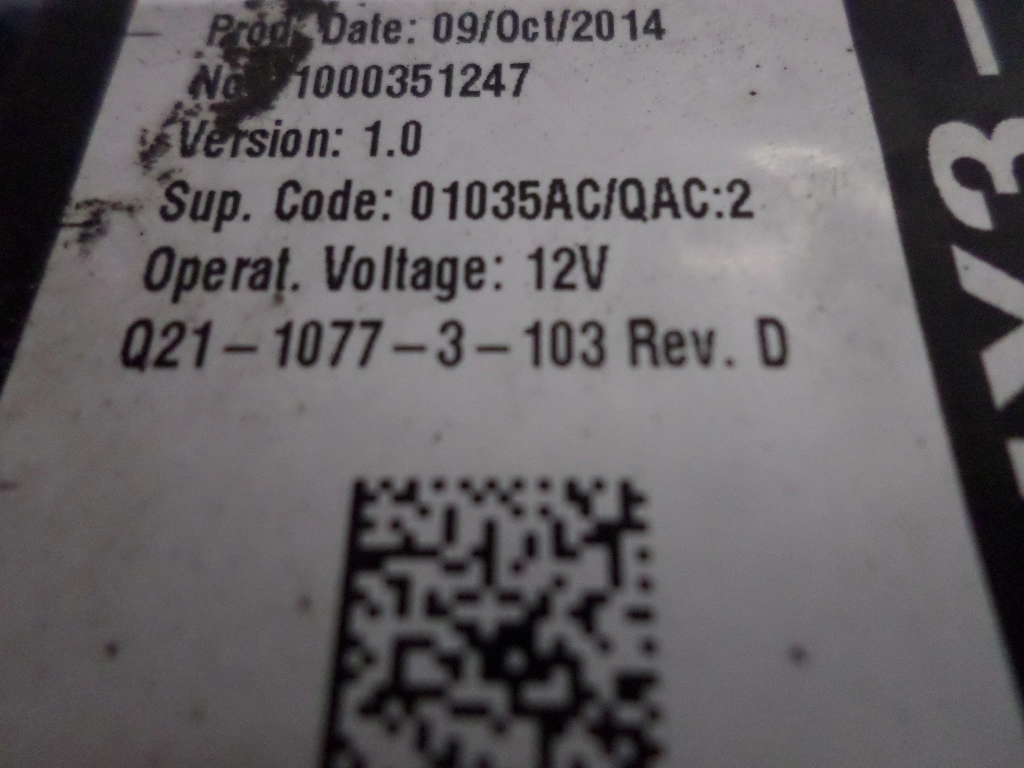 Prod. Date: 09/Oct/2014
No. 1000351247
Version: 1.0
Sup. Code: 01035AC/QAC:2
Operat. Voltage: 12V
Q21-1077-3-103 Rev. D